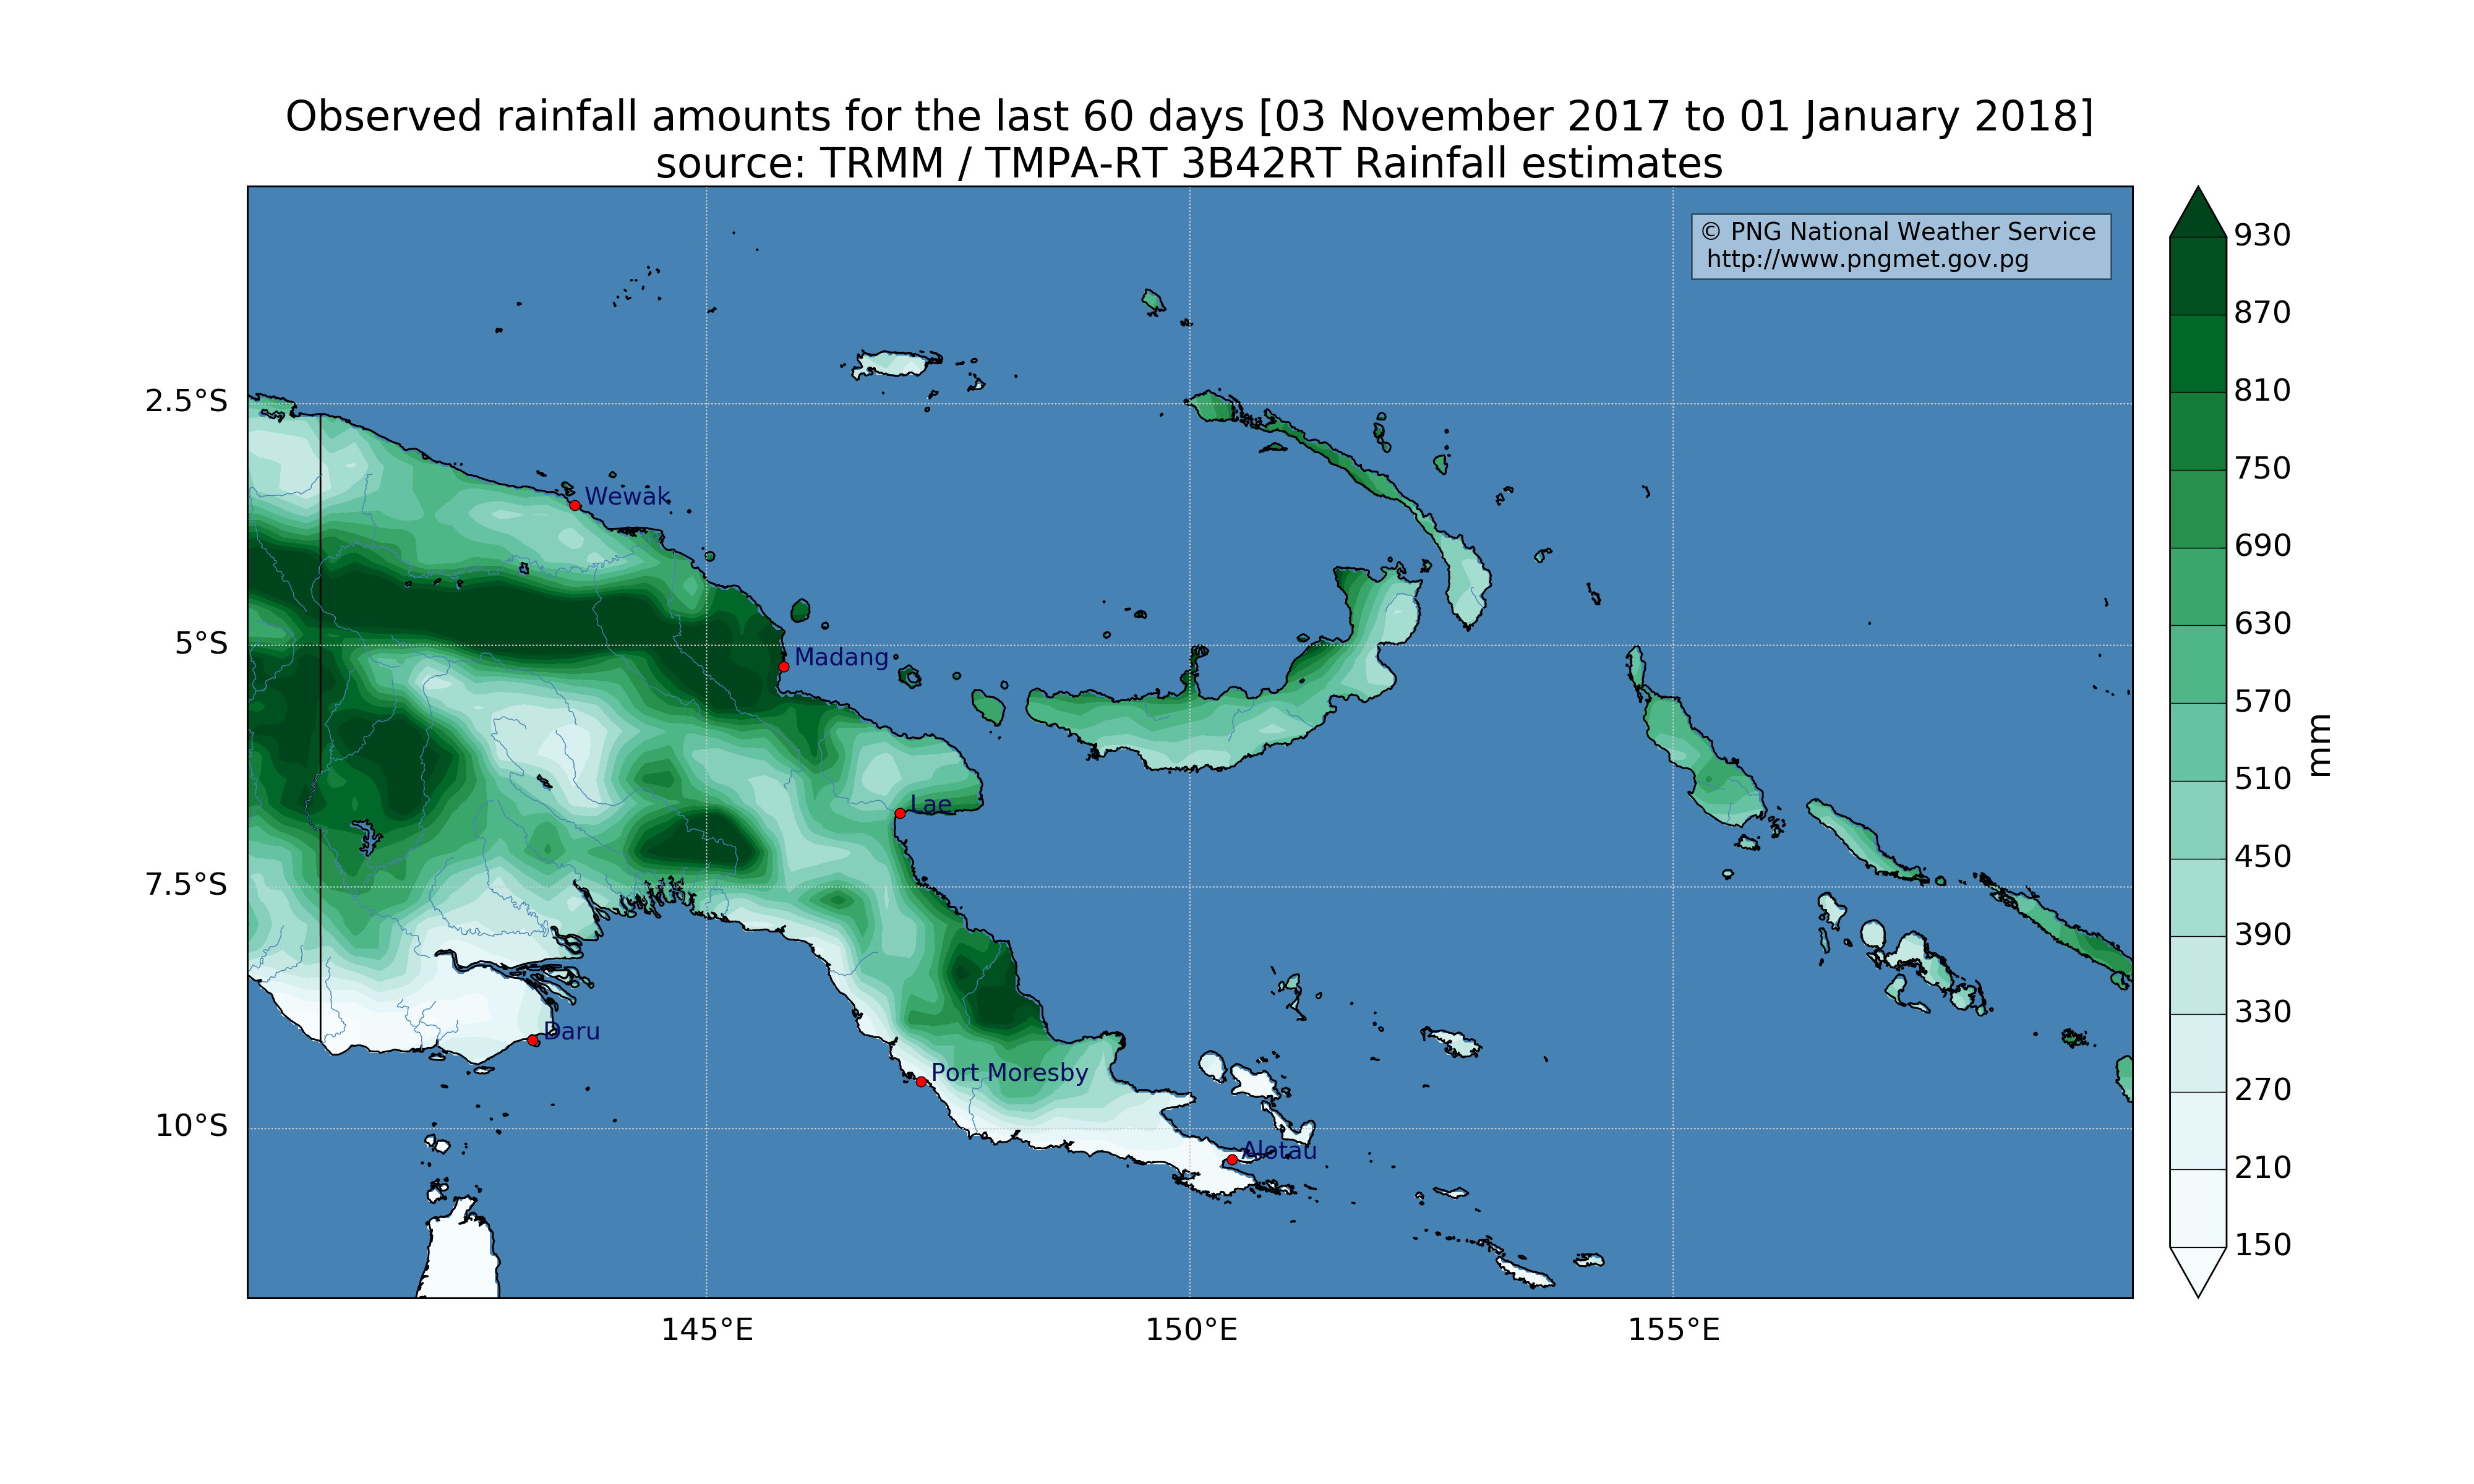 Observed rainfall amounts for the last 60 days [03 November 2017 to 01 January 2018]
source: TRMM / TMPA-RT 3B42RT Rainfall estimates
© PNG National Weather Service
http://www.pngmet.gov.pg
2.5°S
5°S
7.5°S
10°S
145°E
150°E
155°E
Wewak
Madang
Lae
Daru
Port Moresby
Alotau
930
870
810
750
690
630
570
510
450
390
330
270
210
150
mm